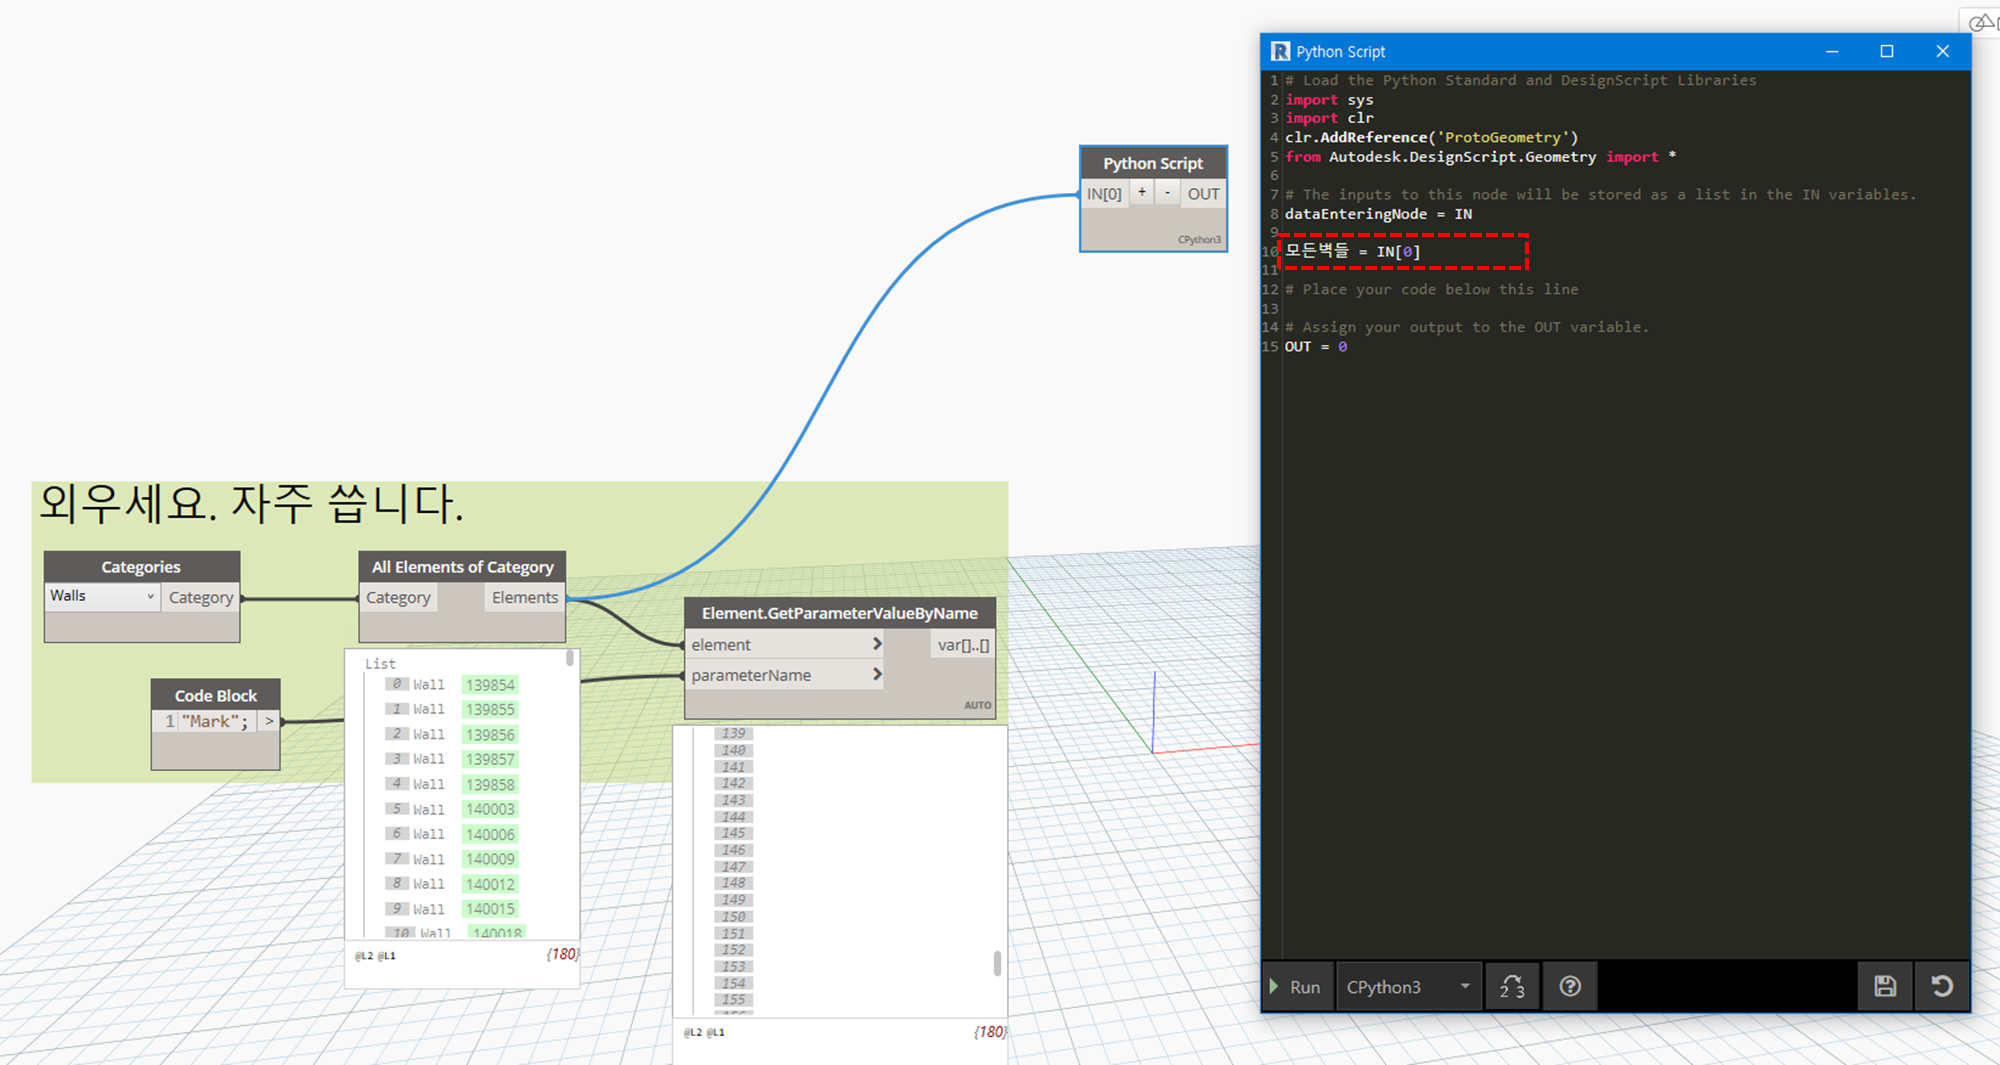 외우세요. 자주 씁니다.
Categories
Walls
Category
All Elements of Category
Category
Elements
Code Block
1 "Mark"; >
List
0 Wall 139854
1 Wall 139855
2 Wall 139856
3 Wall 139857
4 Wall 139858
5 Wall 140003
6 Wall 140006
7 Wall 140009
8 Wall 140012
9 Wall 140015
10 Wall 140018
@L2 @L1 {180}
Element.GetParameterValueByName
element > var[]..[]
parameterName >
AUTO
139
140
141
142
143
144
145
146
147
148
149
150
151
152
153
154
155
156
@L2 @L1 {180}
Python Script
IN[0] + - OUT
CPython3
R Python Script
1 # Load the Python Standard and DesignScript Libraries
2 import sys
3 import clr
4 clr.AddReference('ProtoGeometry')
5 from Autodesk.DesignScript.Geometry import *
6
7 # The inputs to this node will be stored as a list in the IN variables.
8 dataEnteringNode = IN
9
10 모든벽들 = IN[0]
11
12 # Place your code below this line
13
14 # Assign your output to the OUT variable.
15 OUT = 0
Run
CPython3
2 3
?